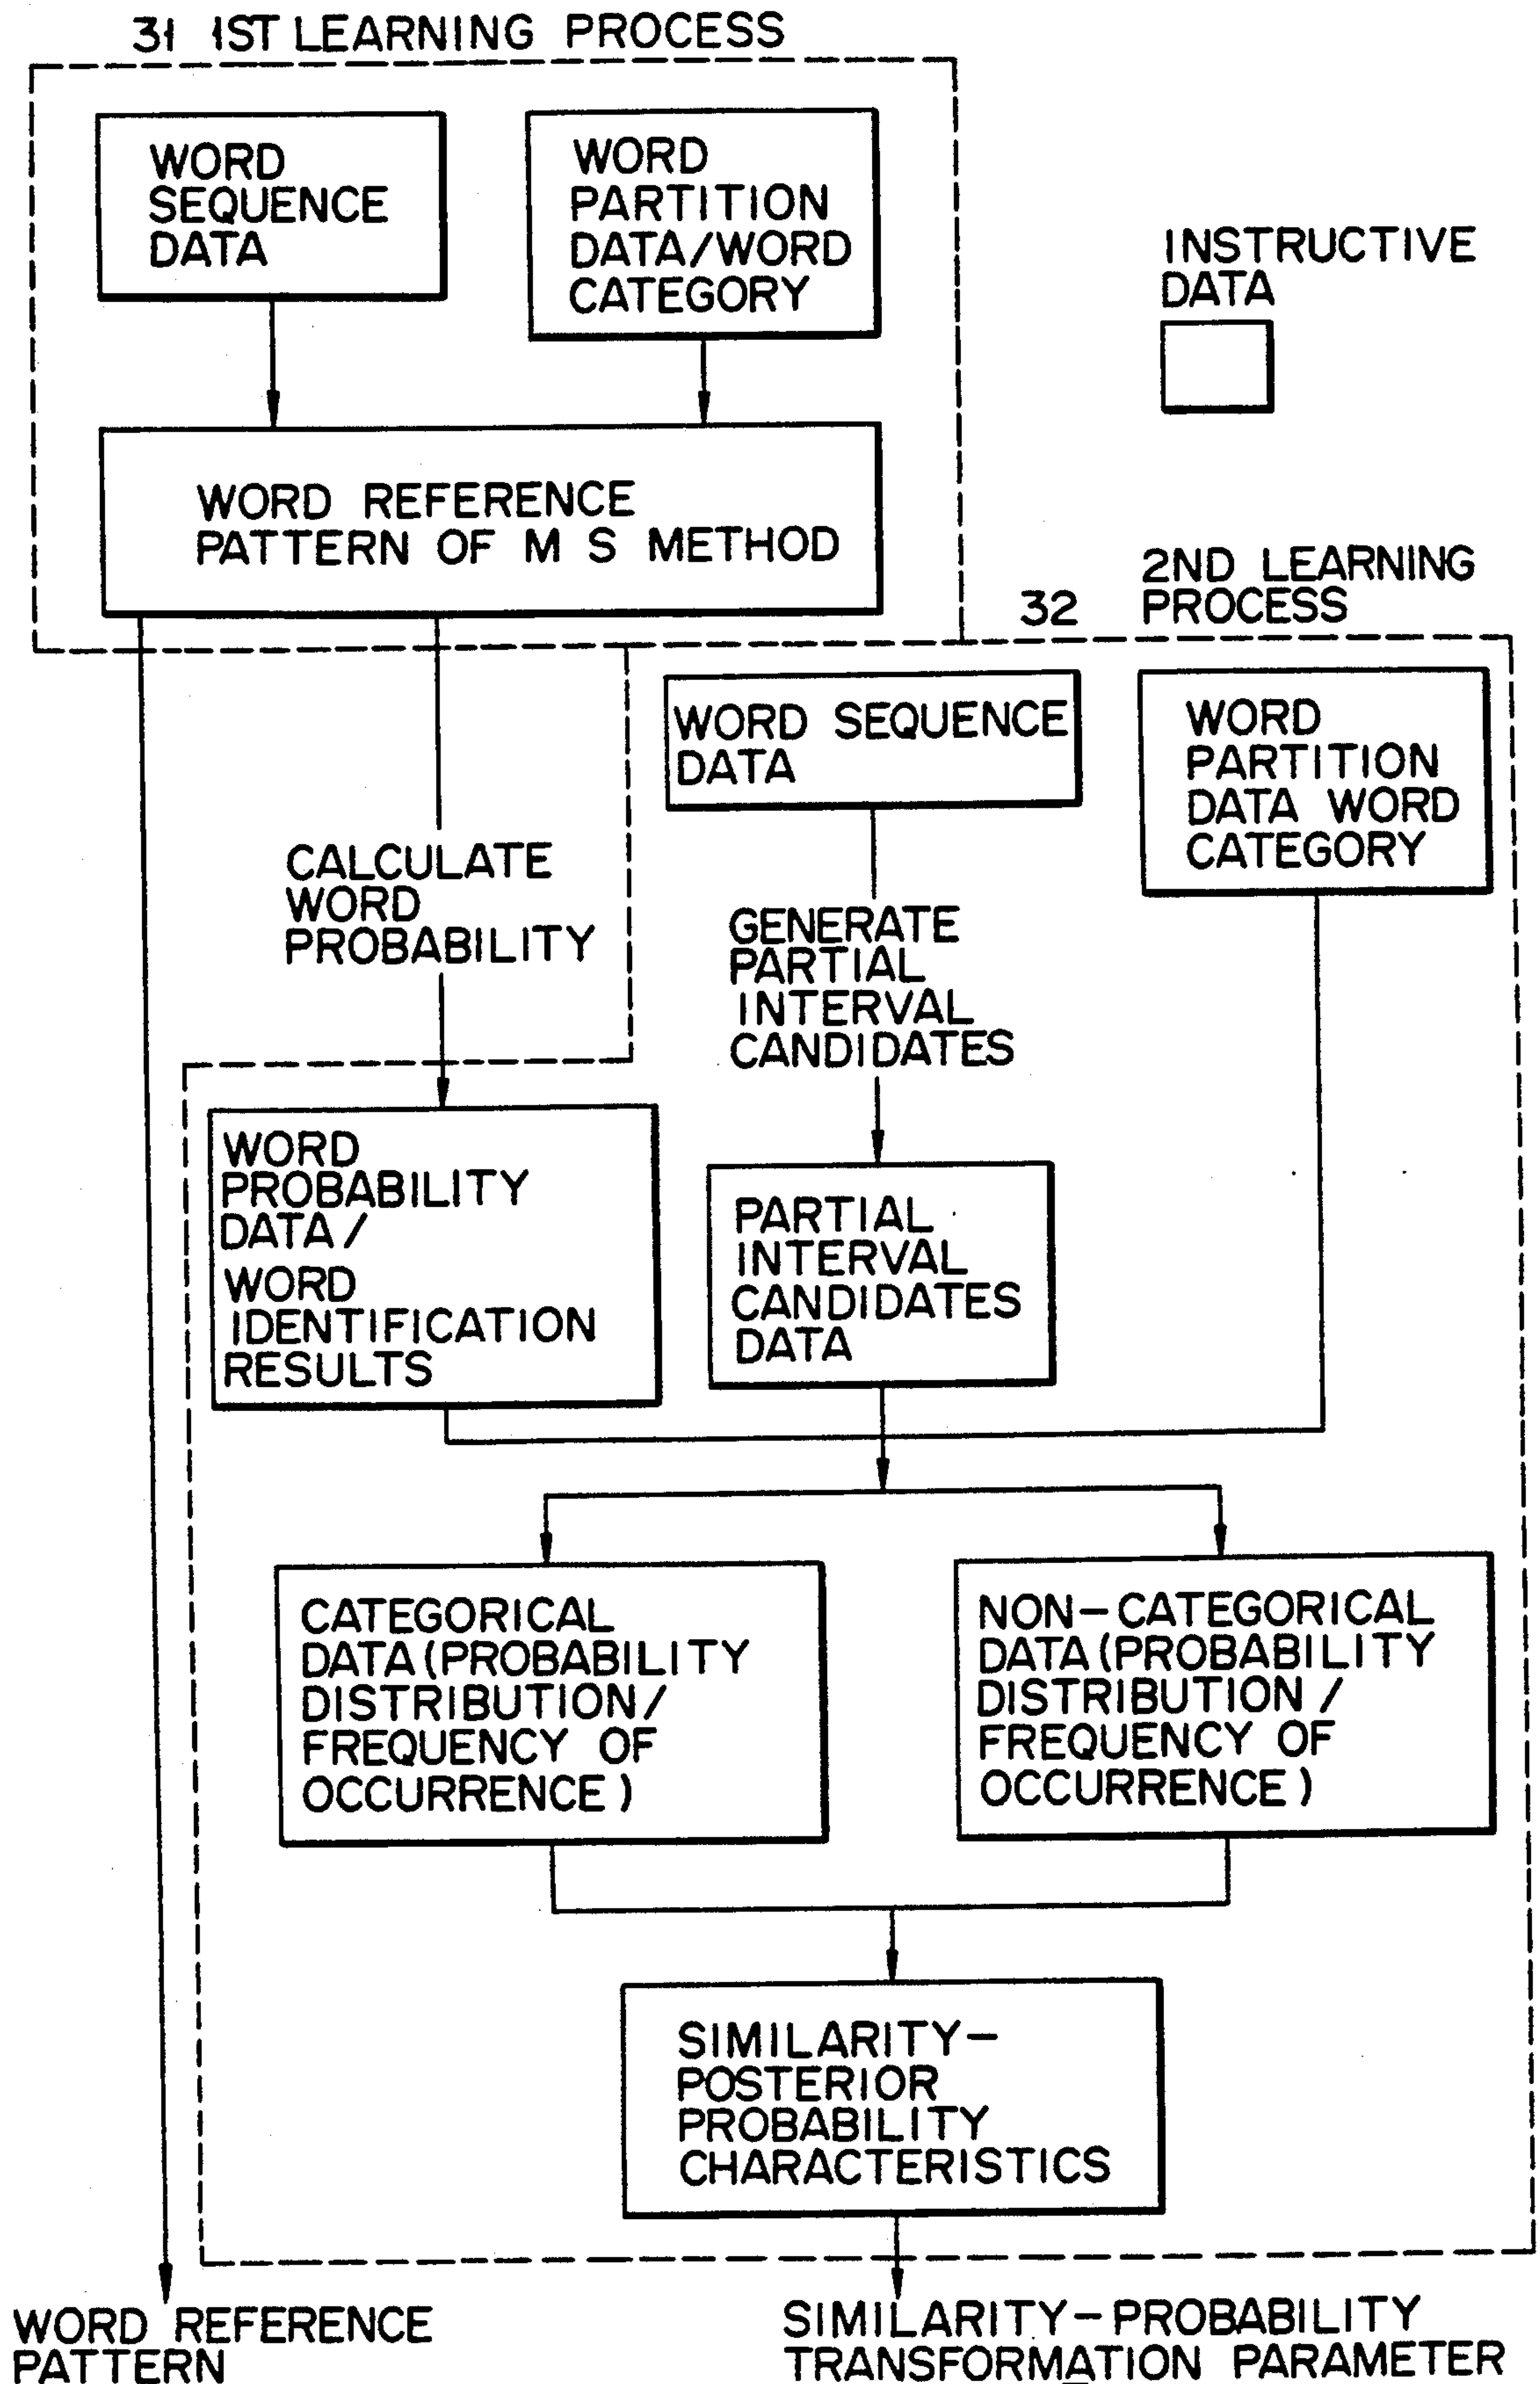 31 1ST LEARNING PROCESS
WORD
SEQUENCE
DATA
WORD
PARTITION
DATA/WORD
CATEGORY
INSTRUCTIVE
DATA
WORD REFERENCE
PATTERN OF M S METHOD
32
2ND LEARNING
PROCESS
WORD SEQUENCE
DATA
WORD
PARTITION
DATA WORD
CATEGORY
CALCULATE
WORD
PROBABILITY
GENERATE
PARTIAL
INTERVAL
CANDIDATES
WORD
PROBABILITY
DATA/
WORD
IDENTIFICATION
RESULTS
PARTIAL
INTERVAL
CANDIDATES
DATA
CATEGORICAL
DATA(PROBABILITY
DISTRIBUTION/
FREQUENCY OF
OCCURRENCE)
NON-CATEGORICAL
DATA(PROBABILITY
DISTRIBUTION/
FREQUENCY OF
OCCURRENCE)
SIMILARITY-
POSTERIOR
PROBABILITY
CHARACTERISTICS
WORD REFERENCE
PATTERN
SIMILARITY-PROBABILITY
TRANSFORMATION PARAMETER